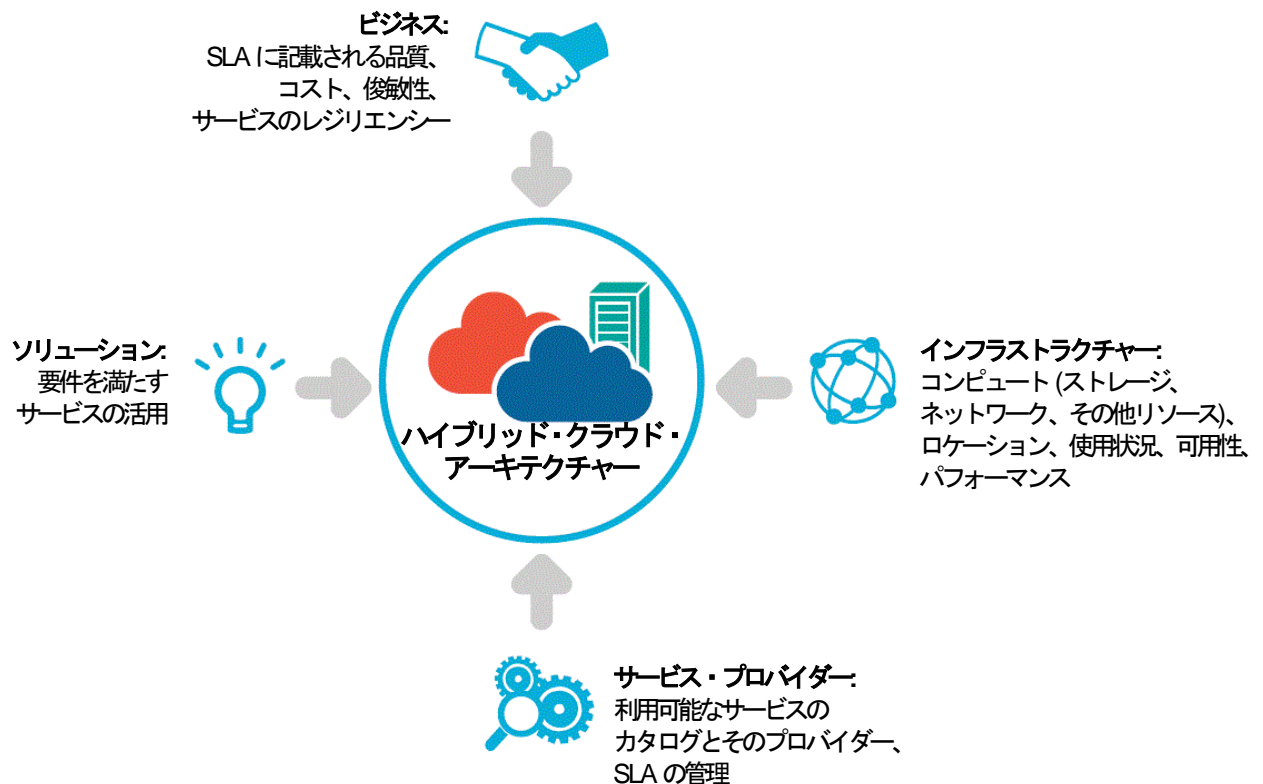 ビジネス:
SLA に記載される品質、
コスト、俊敏性、
サービスのレジリエンシー
ソリューション:
要件を満たす
サービスの活用
ハイブリッド・クラウド・
アーキテクチャー
インフラストラクチャー:
コンピュート (ストレージ、
ネットワーク、その他リソース)、
ロケーション、使用状況、可用性、
パフォーマンス
サービス・プロバイダー:
利用可能なサービスの
カタログとそのプロバイダー、
SLA の管理